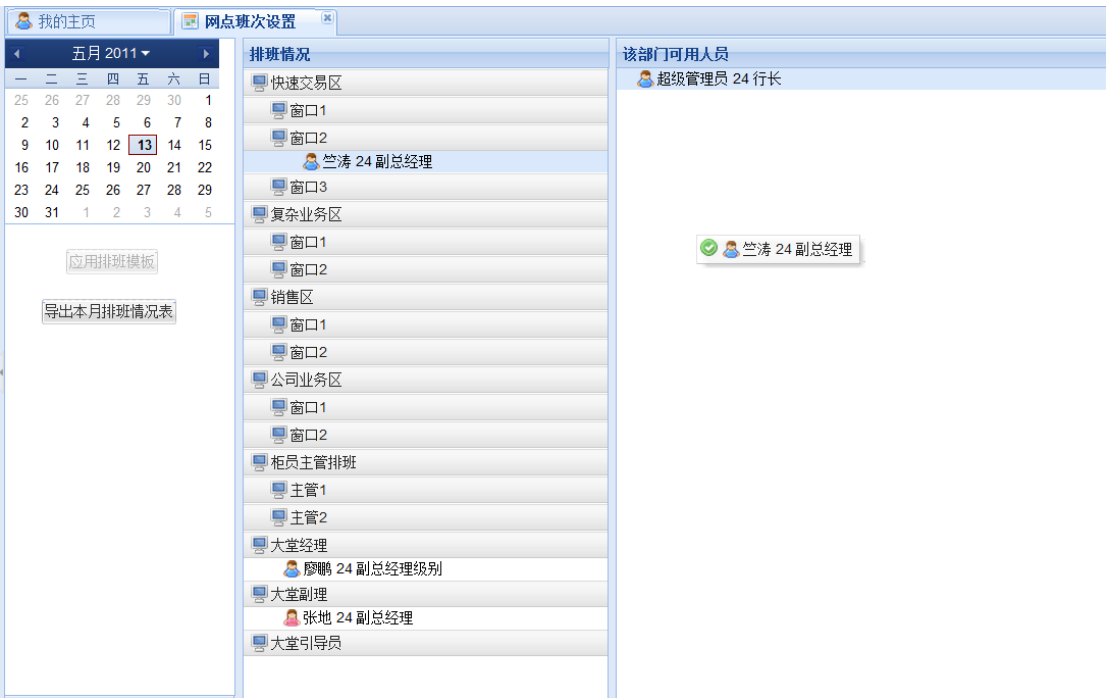 我的主页
网点班次设置
五月 2011
一 二 三 四 五 六 日
25 26 27 28 29 30 1
2 3 4 5 6 7 8
9 10 11 12 13 14 15
16 17 18 19 20 21 22
23 24 25 26 27 28 29
30 31 1 2 3 4 5
应用排班模板
导出本月排班情况表
排班情况
快速交易区
窗口1
窗口2
竺涛 24 副总经理
窗口3
复杂业务区
窗口1
窗口2
销售区
窗口1
窗口2
公司业务区
窗口1
窗口2
柜员主管排班
主管1
主管2
大堂经理
廖鹏 24 副总经理级别
大堂副理
张地 24 副总经理
大堂引导员
该部门可用人员
超级管理员 24 行长
竺涛 24 副总经理